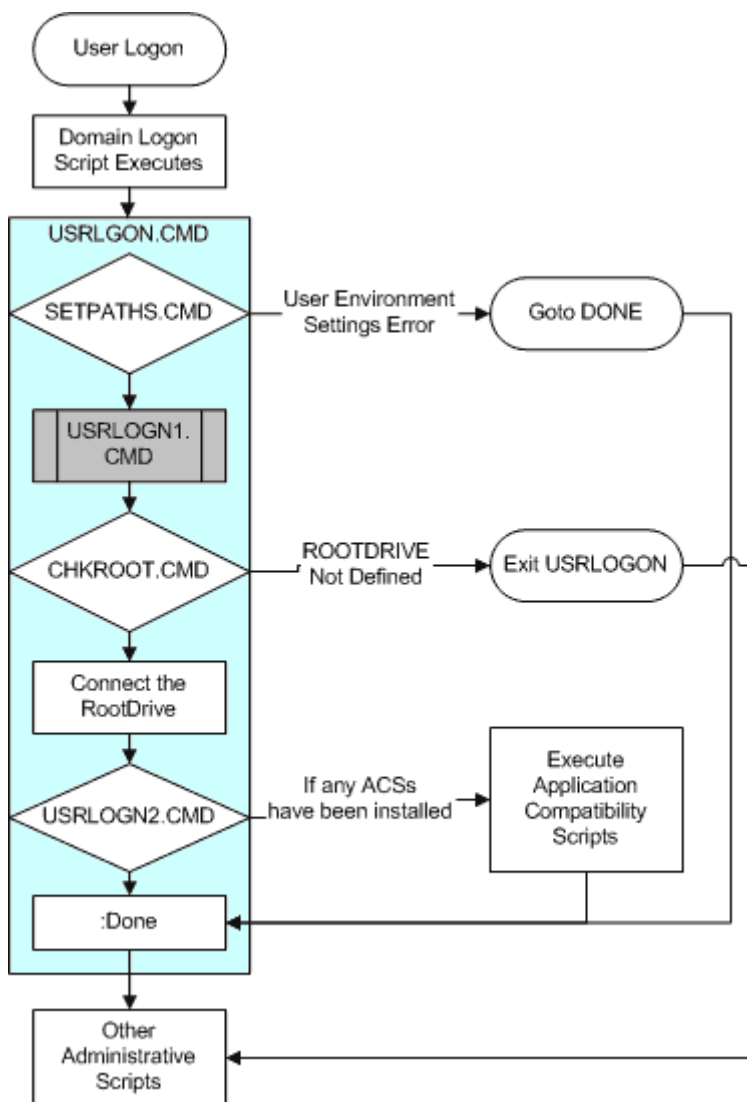 User Logon
Domain Logon
Script Executes
USRLGON.CMD
SETPATHS.CMD
User Environment
Settings Error
Goto DONE
USRLOGN1.
CMD
CHKROOT.CMD
ROOTDRIVE
Not Defined
Exit USRLOGON
Connect the
RootDrive
USRLOGN2.CMD
If any ACSs
have been installed
Execute
Application
Compatibility
Scripts
:Done
Other
Administrative
Scripts